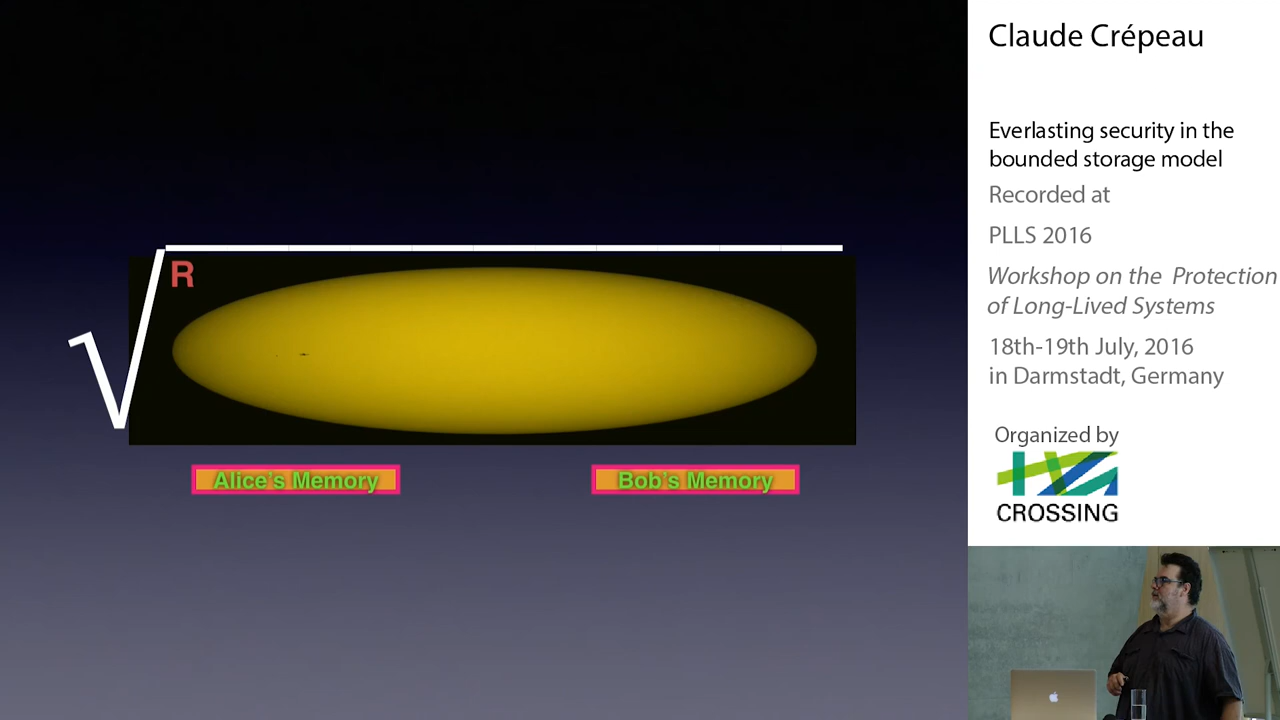 R
Alice's Memory
Bob's Memory
Claude Crépeau
Everlasting security in the
bounded storage model
Recorded at
PLLS 2016
Workshop on the Protection
of Long-Lived Systems
18th-19th July, 2016
in Darmstadt, Germany
Organized by
CROSSING